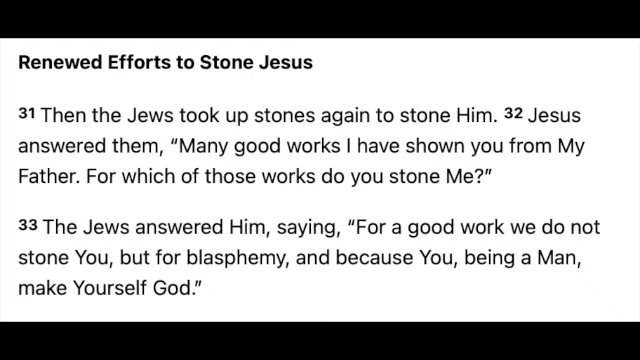 Renewed Efforts to Stone Jesus
31 Then the Jews took up stones again to stone Him. 32 Jesus
answered them, “Many good works I have shown you from My
Father. For which of those works do you stone Me?”
33 The Jews answered Him, saying, “For a good work we do not
stone You, but for blasphemy, and because You, being a Man,
make Yourself God.”